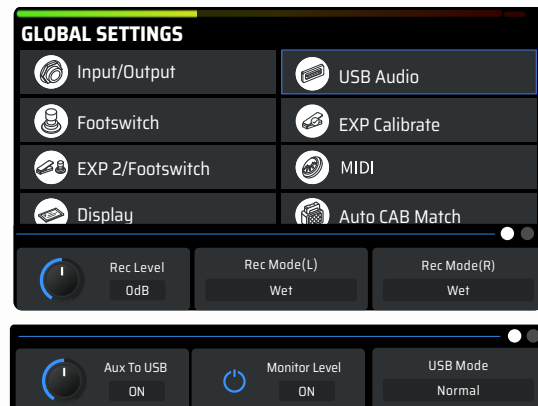 GLOBAL SETTINGS
Input/Output USB Audio
Footswitch EXP Calibrate
EXP 2/Footswitch MIDI
Display Auto CAB Match
Rec Level Rec Mode(L) Rec Mode(R)
0dB Wet Wet
Aux To USB Monitor Level USB Mode
ON ON Normal